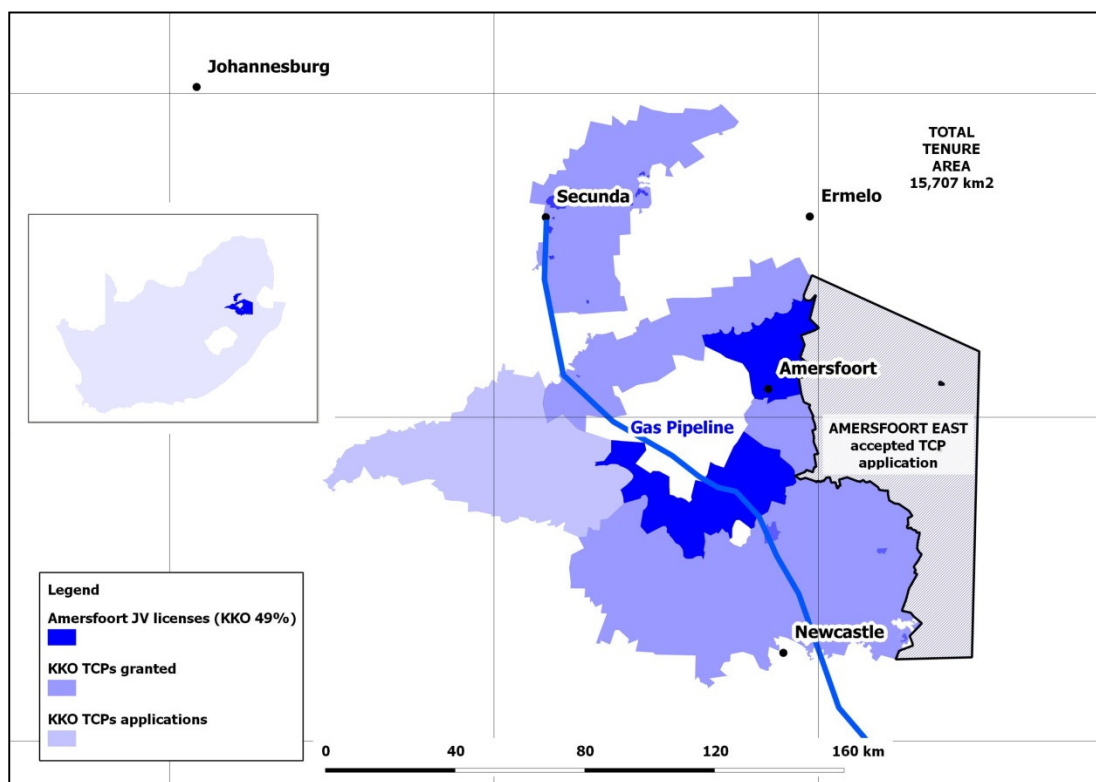 Johannesburg
TOTAL
TENURE
AREA
15,707 km2
Secunda
Ermelo
Amersfoort
Gas Pipeline
AMERSFOORT EAST
accepted TCP
application
Newcastle
Legend
Amersfoort JV licenses (KKO 49%)
KKO TCPs granted
KKO TCPs applications
0 40 80 120 160 km